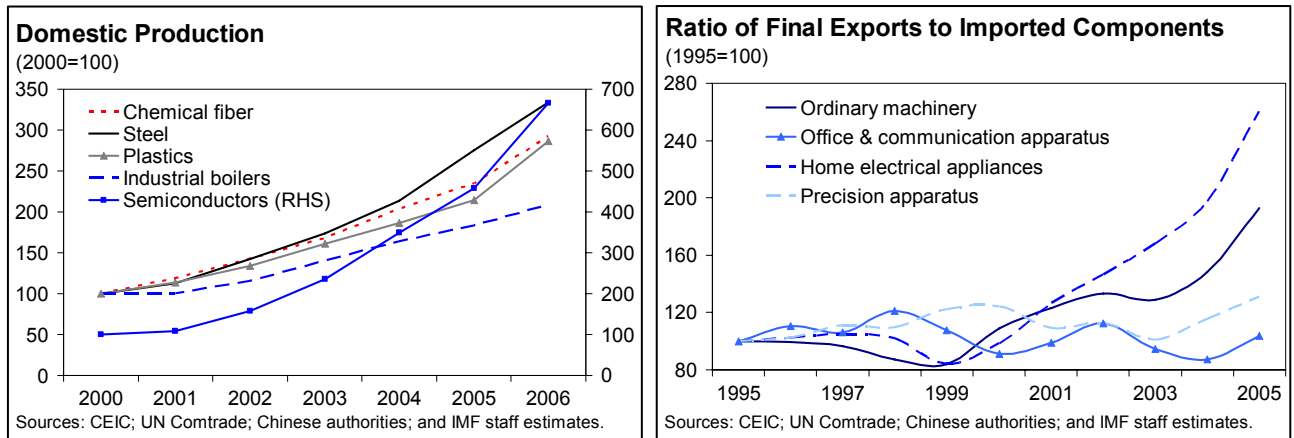 Domestic Production
(2000=100)
350
300
250
200
150
100
50
0
700
600
500
400
300
200
100
0
Chemical fiber
Steel
Plastics
Industrial boilers
Semiconductors (RHS)
2000 2001 2002 2003 2004 2005 2006
Sources: CEIC; UN Comtrade; Chinese authorities; and IMF staff estimates.
Ratio of Final Exports to Imported Components
(1995=100)
280
240
200
160
120
80
Ordinary machinery
Office & communication apparatus
Home electrical appliances
Precision apparatus
1995 1997 1999 2001 2003 2005
Sources: CEIC; UN Comtrade; Chinese authorities; and IMF staff estimates.